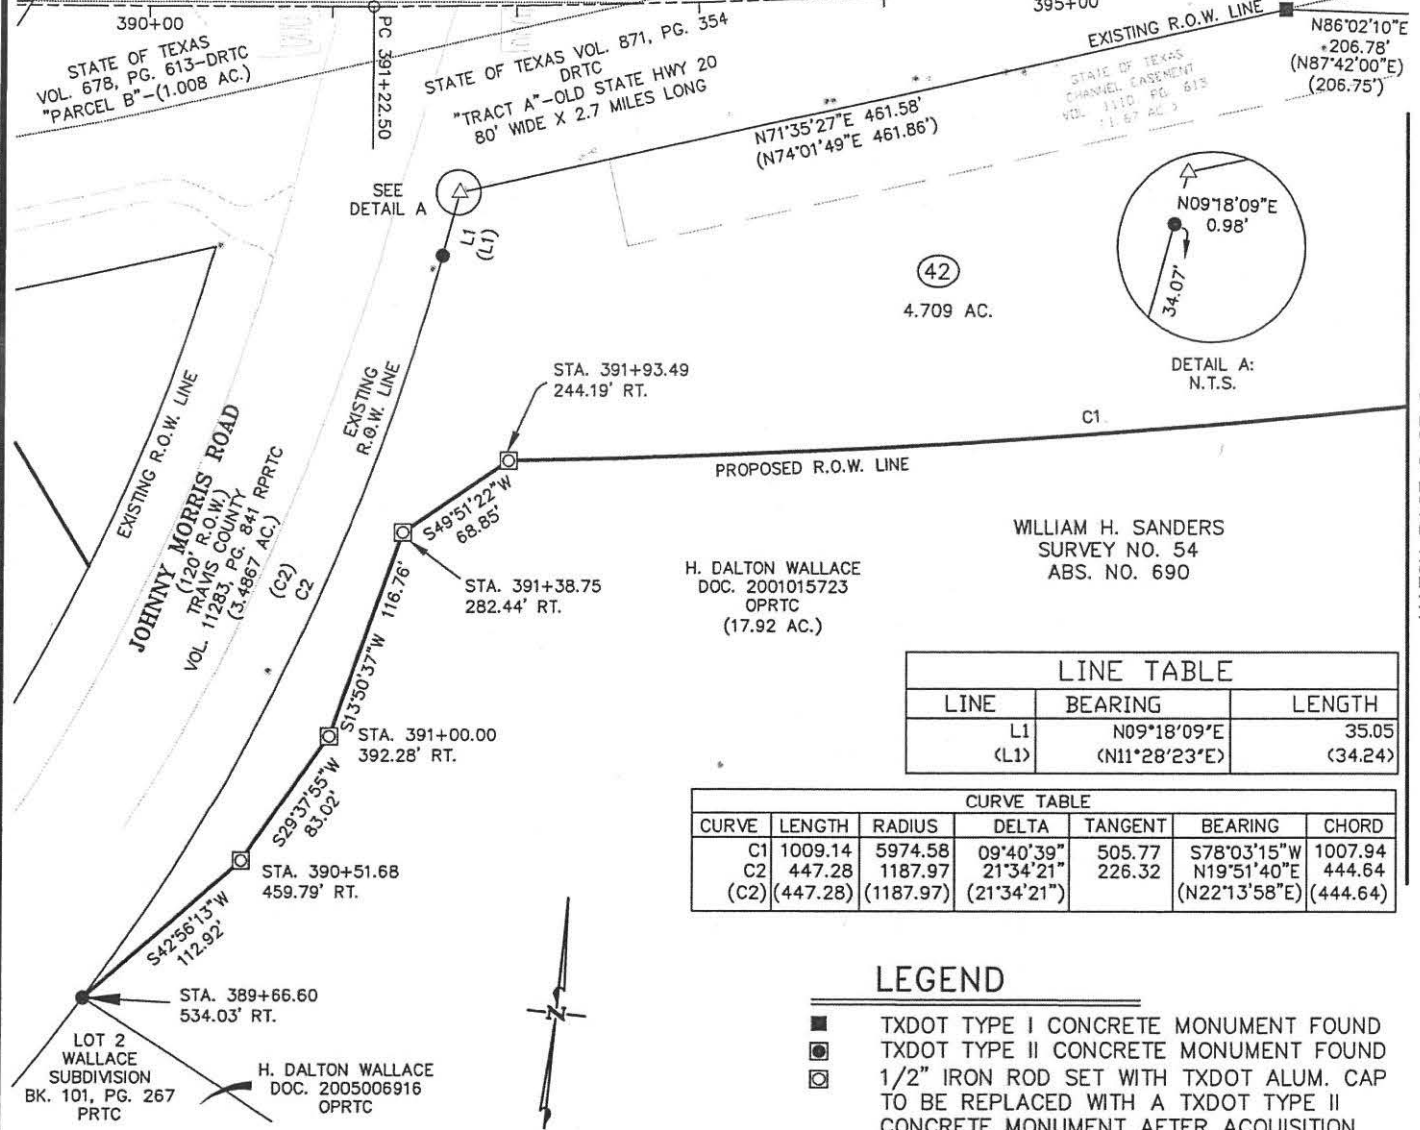 390+00
PC 391+22.50
354
395+00
STATE OF TEXAS
VOL. 678, PG. 613-DRTC
"PARCEL B"-(1.008 AC.)
STATE OF TEXAS VOL. 871, PG.
DRTC
"TRACT A"-OLD STATE HWY 20
80' WIDE X 2.7 MILES LONG
EXISTING R.O.W. LINE
N86°02'10"E
206.78'
(N87°42'00"E)
(206.75')
STATE OF TEXAS
CHANNEL EASEMENT
VOL. 1110, PG. 613
N71°35'27"E 461.58'
(N74°01'49"E 461.86')
SEE
DETAIL A
L1
(L1)
N09°18'09"E
0.98'
34.07'
DETAIL A:
N.T.S.
42
4.709 AC.
EXISTING R.O.W. LINE
JOHNNY MORRIS ROAD
(120' R.O.W.)
TRAVIS COUNTY
VOL. 11283, PG. 841 RPRTC
(3.4867 AC.)
EXISTING
R.O.W. LINE
(C2)
C2
STA. 391+93.49
244.19' RT.
C1
PROPOSED R.O.W. LINE
S49°51'22"W
68.85'
STA. 391+38.75
282.44' RT.
H. DALTON WALLACE
DOC. 2001015723
OPRTC
(17.92 AC.)
WILLIAM H. SANDERS
SURVEY NO. 54
ABS. NO. 690
S13°50'37"W 116.76'
STA. 391+00.00
392.28' RT.
S29°37'55"W
83.02'
STA. 390+51.68
459.79' RT.
S42°56'13"W
112.92'
STA. 389+66.60
534.03' RT.
LOT 2
WALLACE
SUBDIVISION
BK. 101, PG. 267
PRTC
H. DALTON WALLACE
DOC. 2005006916
OPRTC
N
LINE TABLE
LINE BEARING LENGTH
L1 N09°18'09"E 35.05
(L1) (N11°28'23"E) (34.24)
CURVE TABLE
CURVE LENGTH RADIUS DELTA TANGENT BEARING CHORD
C1 1009.14 5974.58 09°40'39" 505.77 S78°03'15"W 1007.94
C2 447.28 1187.97 21°34'21" 226.32 N19°51'40"E 444.64
(C2) (447.28) (1187.97) (21°34'21") (N22°13'58"E) (444.64)
LEGEND
TXDOT TYPE I CONCRETE MONUMENT FOUND
TXDOT TYPE II CONCRETE MONUMENT FOUND
1/2" IRON ROD SET WITH TXDOT ALUM. CAP
TO BE REPLACED WITH A TXDOT TYPE II
CONCRETE MONUMENT AFTER ACQUISITION